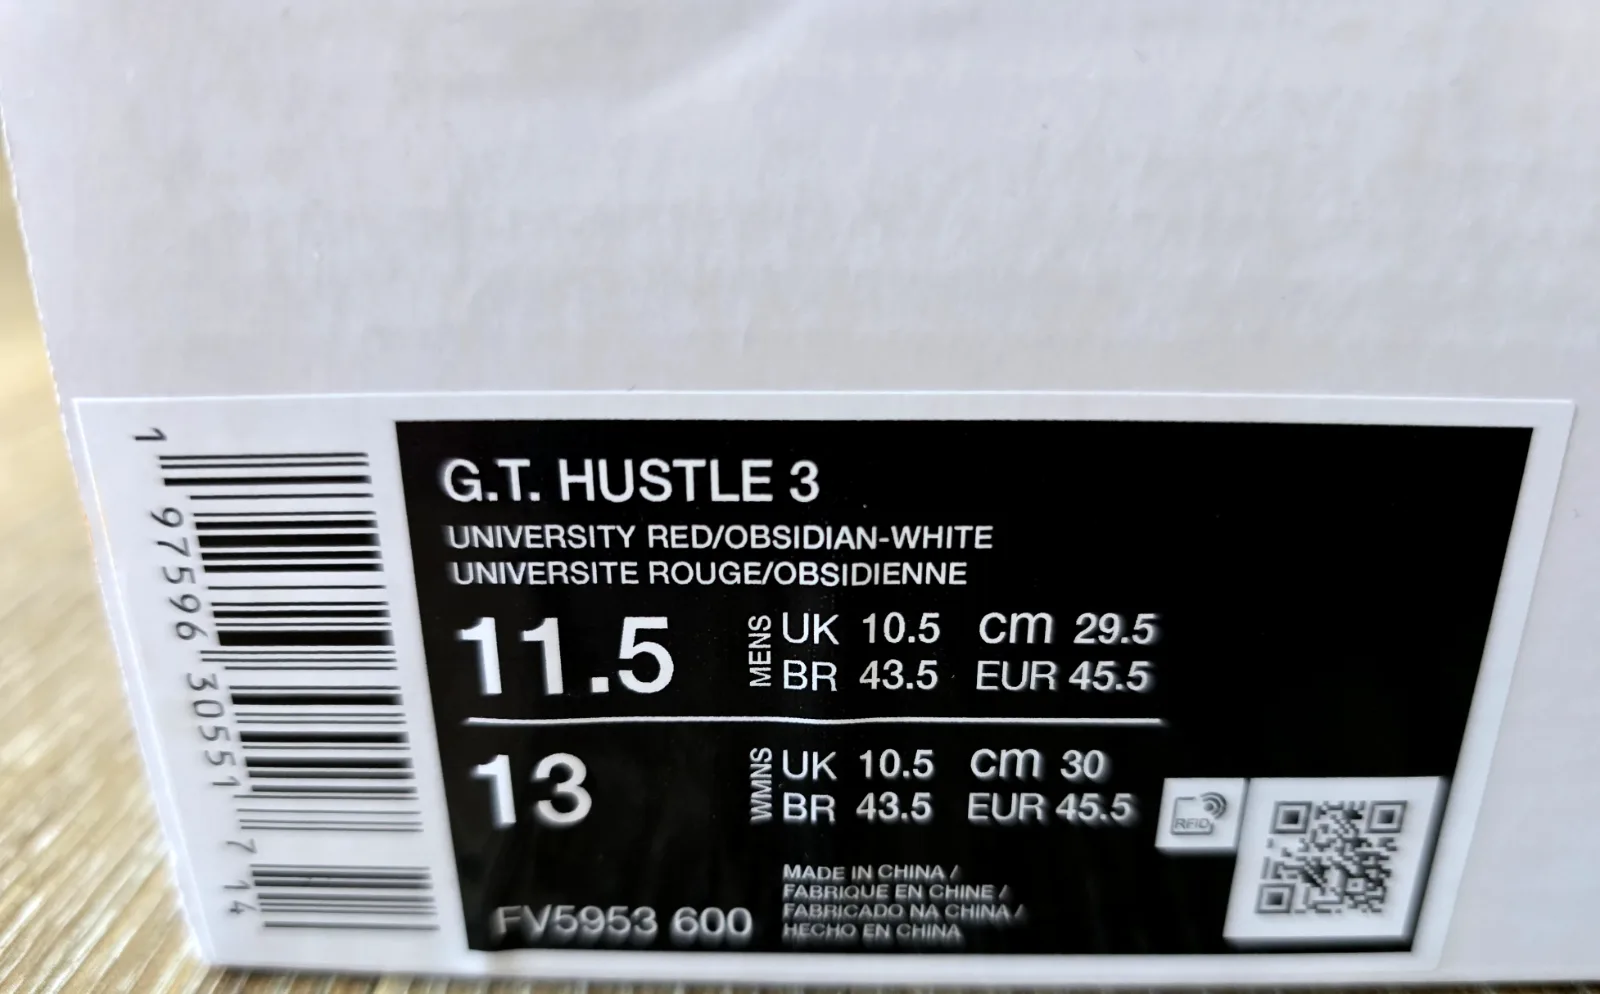 G.T. HUSTLE 3
UNIVERSITY RED/OBSIDIAN-WHITE
UNIVERSITE ROUGE/OBSIDIENNE
11.5 MENS UK 10.5 cm 29.5
BR 43.5 EUR 45.5
13 WMNS UK 10.5 cm 30
BR 43.5 EUR 45.5
FV5953 600
MADE IN CHINA /
FABRIQUE EN CHINE /
FABRICADO NA CHINA /
HECHO EN CHINA
RFID
1 97596 30551 7 14